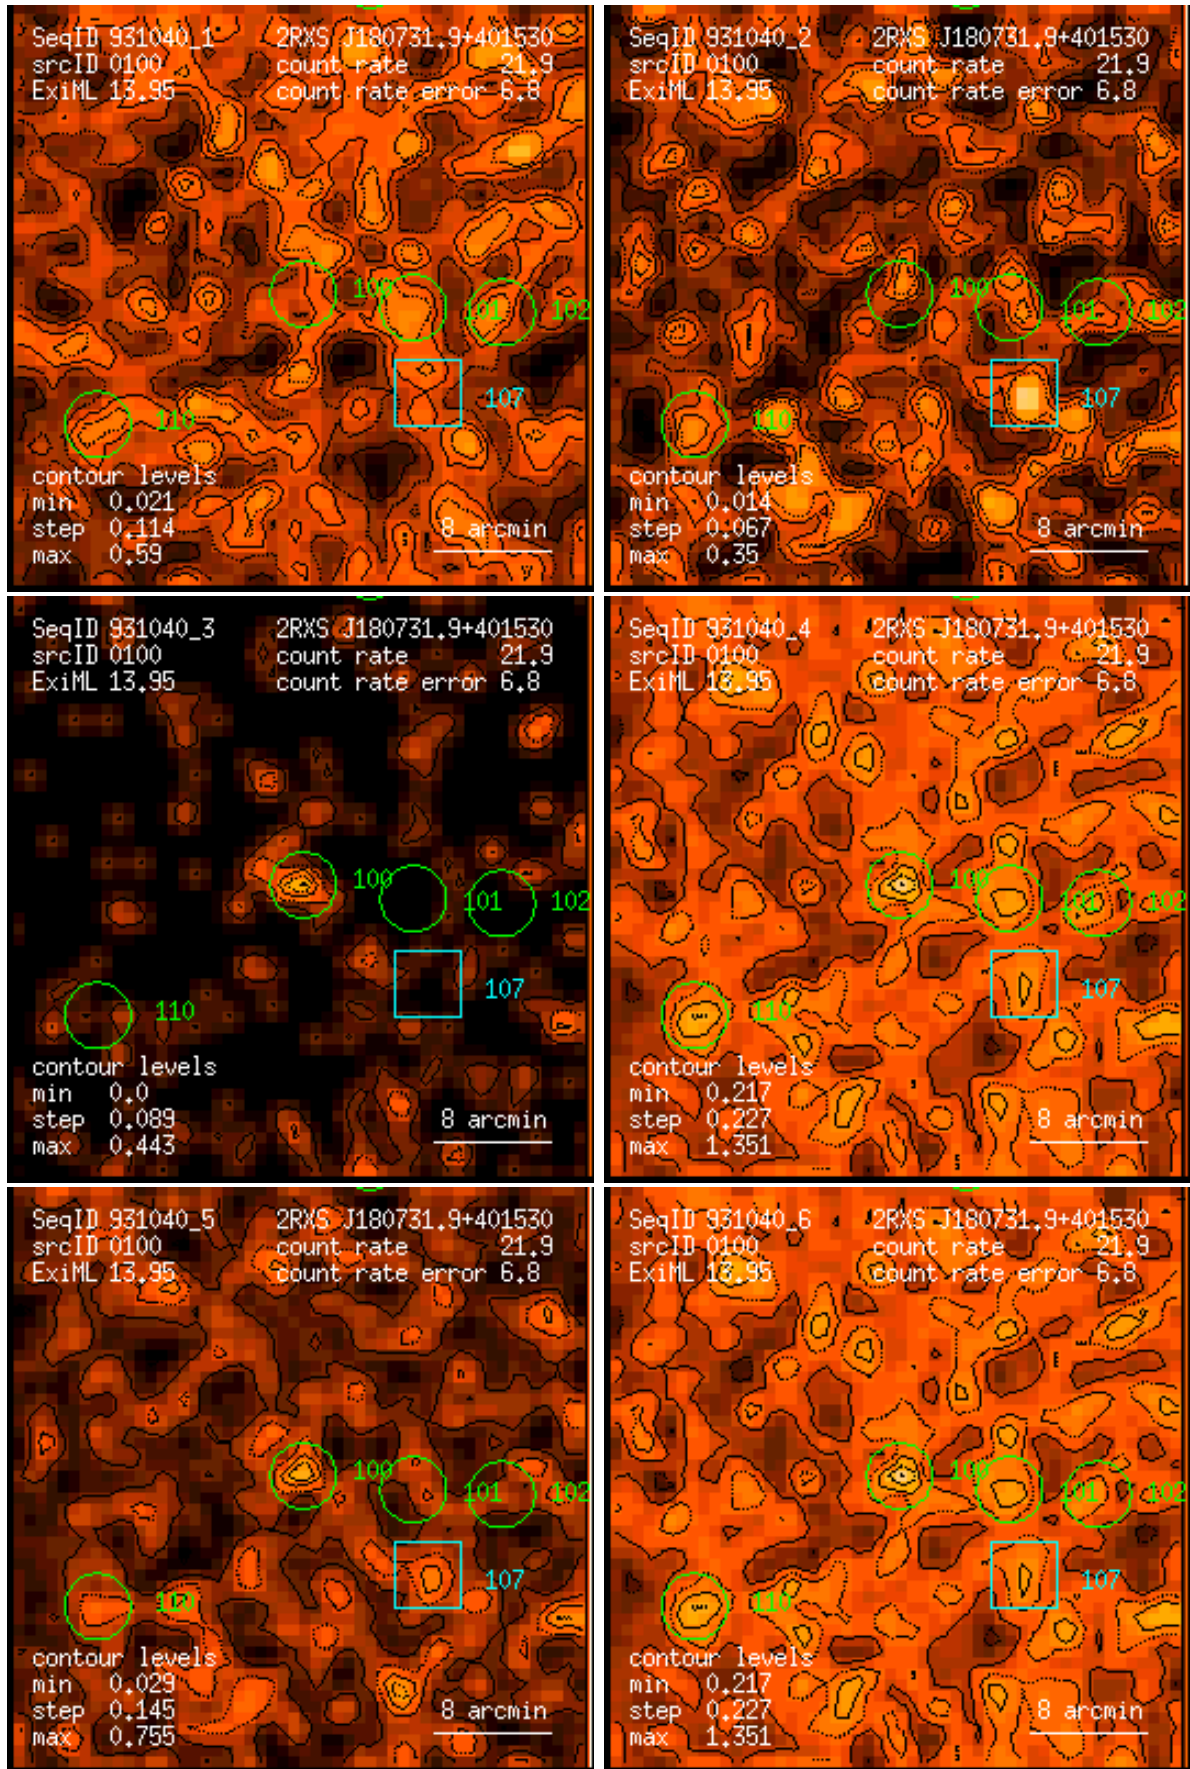 SeqID 931040_1 2RXS J180731.9+401530
srcID 0100 count rate 21.9
ExiML 13.95 count rate error 6.8
100
101
102
107
110
contour levels
min 0.021
step 0.114
max 0.59
8 arcmin
SeqID 931040_2 2RXS J180731.9+401530
srcID 0100 count rate 21.9
ExiML 13.95 count rate error 6.8
100
101
102
107
110
contour levels
min 0.014
step 0.067
max 0.35
8 arcmin
SeqID 931040_3 2RXS J180731.9+401530
srcID 0100 count rate 21.9
ExiML 13.95 count rate error 6.8
100
101
102
107
110
contour levels
min 0.0
step 0.089
max 0.443
8 arcmin
SeqID 931040_4 2RXS J180731.9+401530
srcID 0100 count rate 21.9
ExiML 13.95 count rate error 6.8
100
101
102
107
110
contour levels
min 0.217
step 0.227
max 1.351
8 arcmin
SeqID 931040_5 2RXS J180731.9+401530
srcID 0100 count rate 21.9
ExiML 13.95 count rate error 6.8
100
101
102
107
110
contour levels
min 0.029
step 0.145
max 0.755
8 arcmin
SeqID 931040_6 2RXS J180731.9+401530
srcID 0100 count rate 21.9
ExiML 13.95 count rate error 6.8
100
101
102
107
110
contour levels
min 0.217
step 0.227
max 1.351
8 arcmin